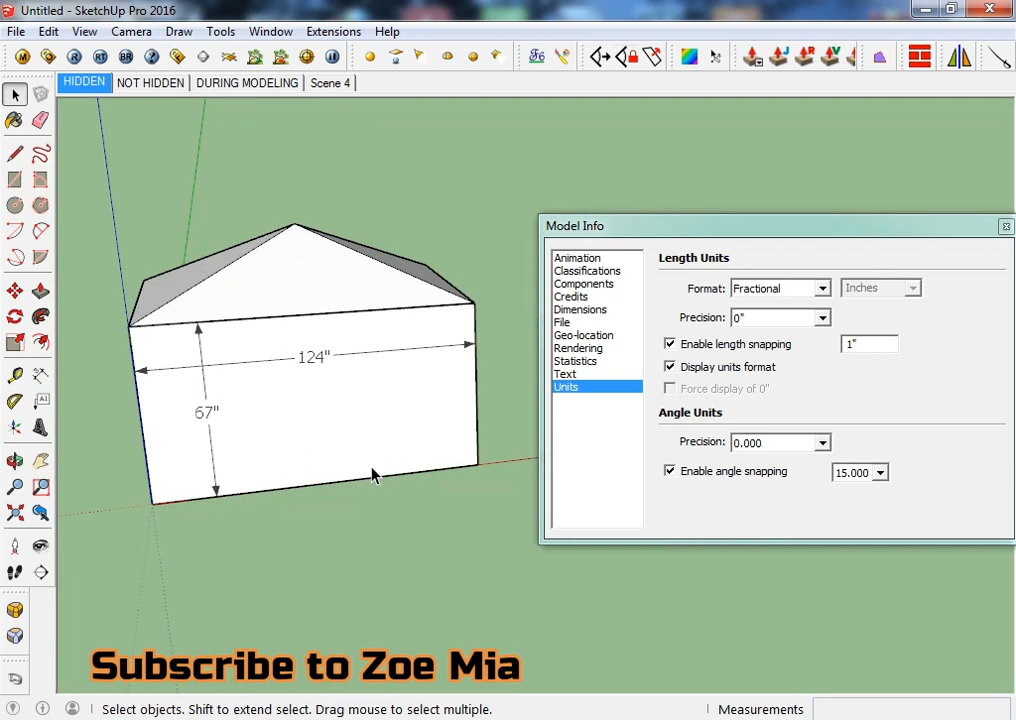 Untitled - SketchUp Pro 2016
File Edit View Camera Draw Tools Window Extensions Help
HIDDEN NOT HIDDEN DURING MODELING Scene 4
Model Info
Animation
Classifications
Components
Credits
Dimensions
File
Geo-location
Rendering
Statistics
Text
Units
Length Units
Format: Fractional Inches
Precision: 0"
Enable length snapping 1"
Display units format
Force display of 0"
Angle Units
Precision: 0.000
Enable angle snapping 15.000
124"
67"
Subscribe to Zoe Mia
Select objects. Shift to extend select. Drag mouse to select multiple. Measurements